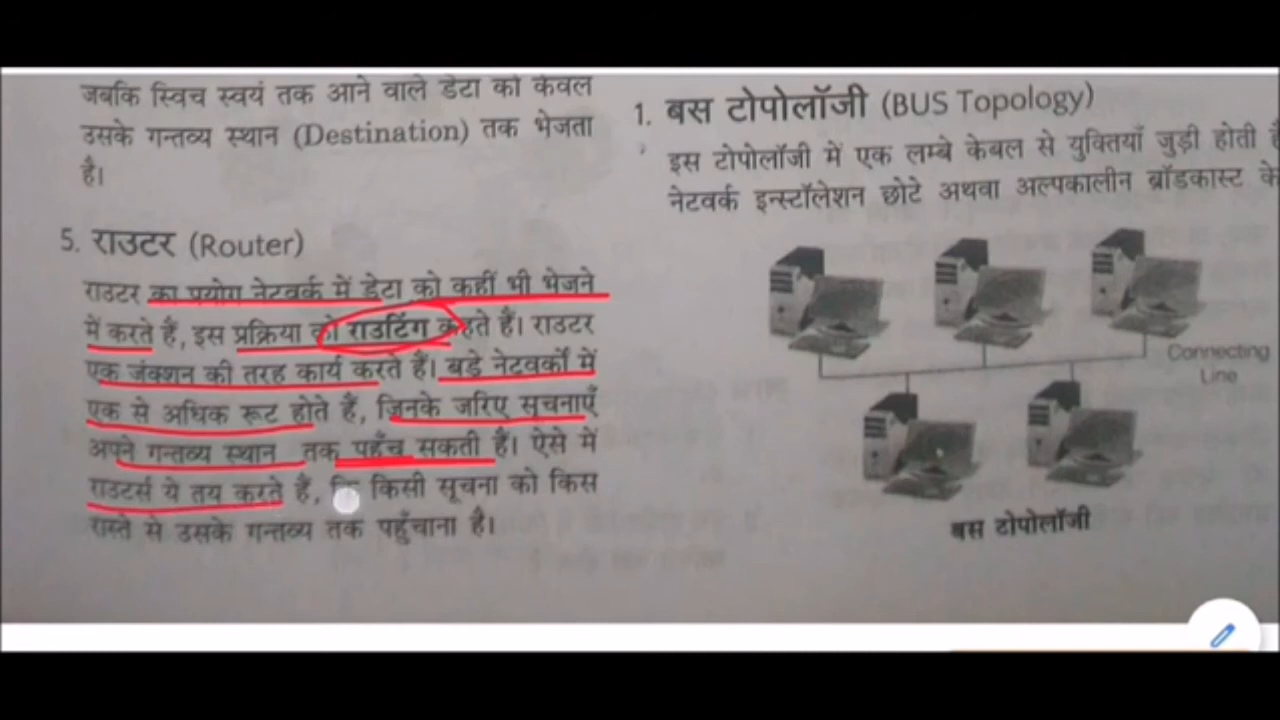 जबकि स्विच स्वयं तक आने वाले डेटा को केवल
उसके गन्तव्य स्थान (Destination) तक भेजता
है।
5. राउटर (Router)
राउटर का प्रयोग नेटवर्क में डेटा को कहीं भी भेजने
में करते हैं, इस प्रक्रिया को राउटिंग कहते हैं। राउटर
एक जंक्शन की तरह कार्य करते हैं। बड़े नेटवर्कों में
एक से अधिक रूट होते हैं, जिनके जरिए सूचनाएँ
अपने गन्तव्य स्थान तक पहुँच सकती हैं। ऐसे में
राउटर्स ये तय करते हैं, कि किसी सूचना को किस
रास्ते से उसके गन्तव्य तक पहुँचाना है।
1. बस टोपोलॉजी (BUS Topology)
इस टोपोलॉजी में एक लम्बे केबल से युक्तियाँ जुड़ी होती
नेटवर्क इन्स्टॉलेशन छोटे अथवा अल्पकालीन ब्रॉडकास्ट के
Connecting
Line
बस टोपोलॉजी